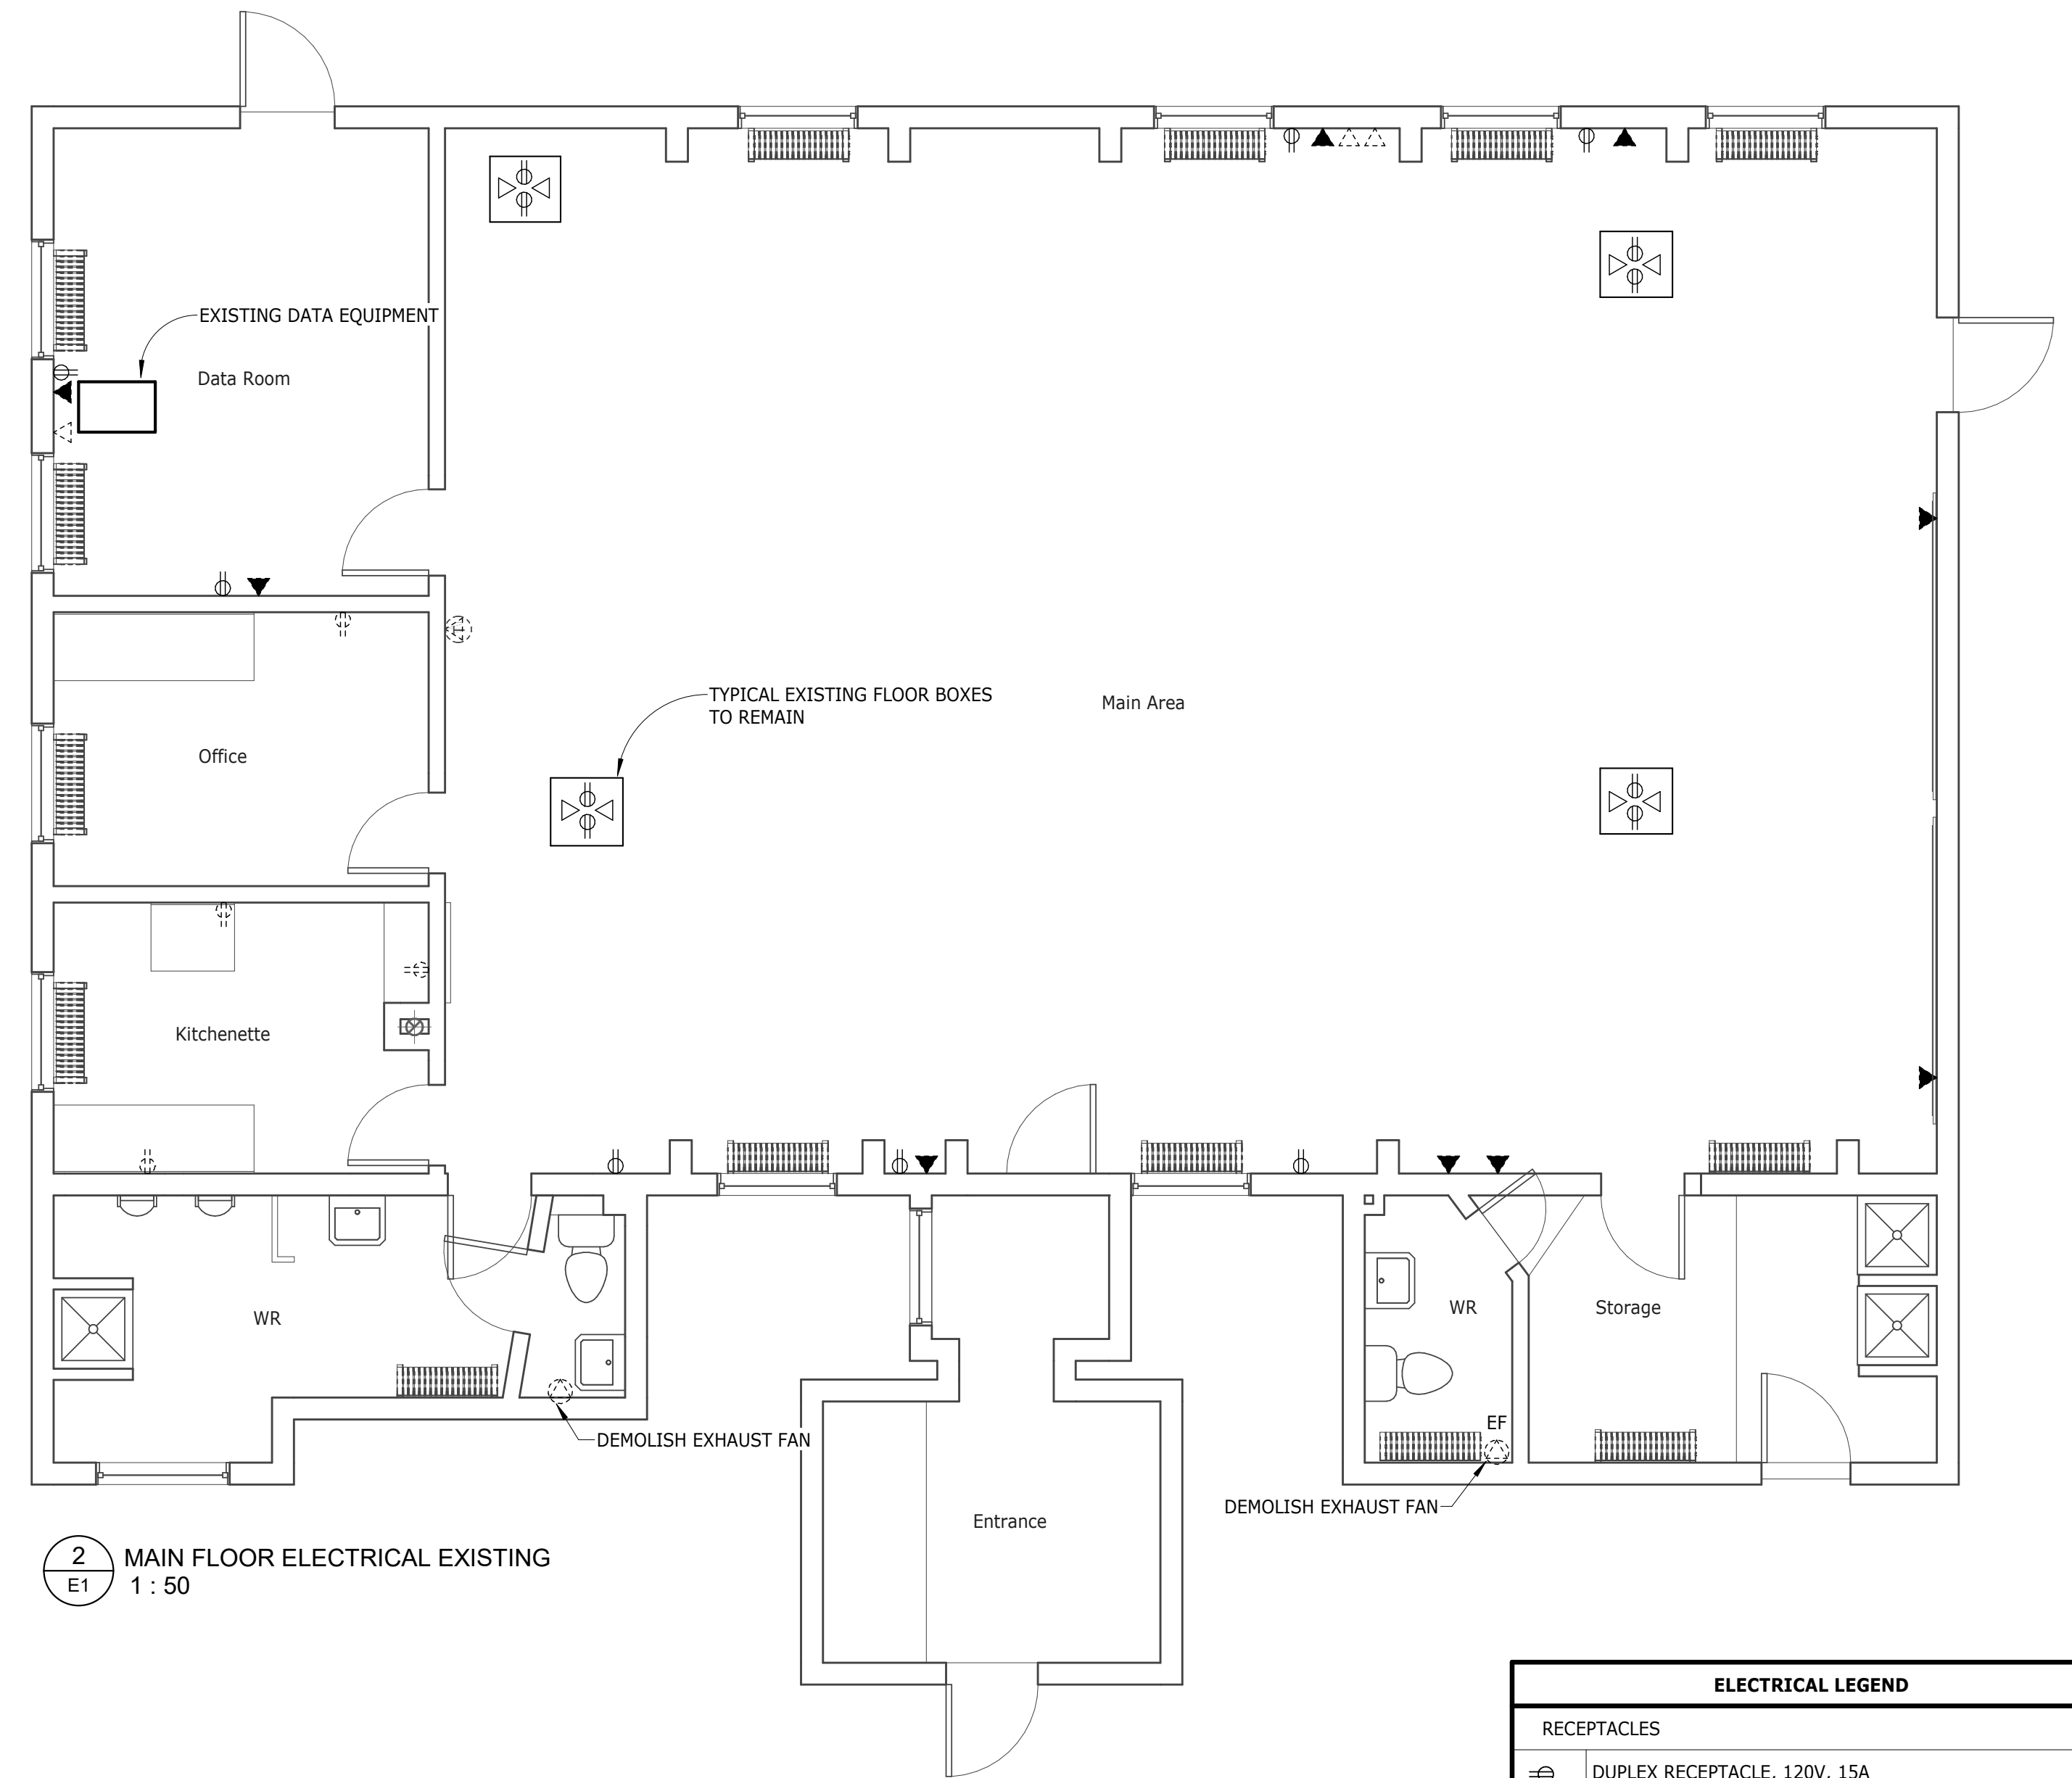 EXISTING DATA EQUIPMENT
Data Room
TYPICAL EXISTING FLOOR BOXES
TO REMAIN
Main Area
Office
Kitchenette
WR
WR
Storage
EF
DEMOLISH EXHAUST FAN
DEMOLISH EXHAUST FAN
Entrance
2
E1
MAIN FLOOR ELECTRICAL EXISTING
1 : 50
ELECTRICAL LEGEND
RECEPTACLES
DUPLEX RECEPTACLE, 120V, 15A